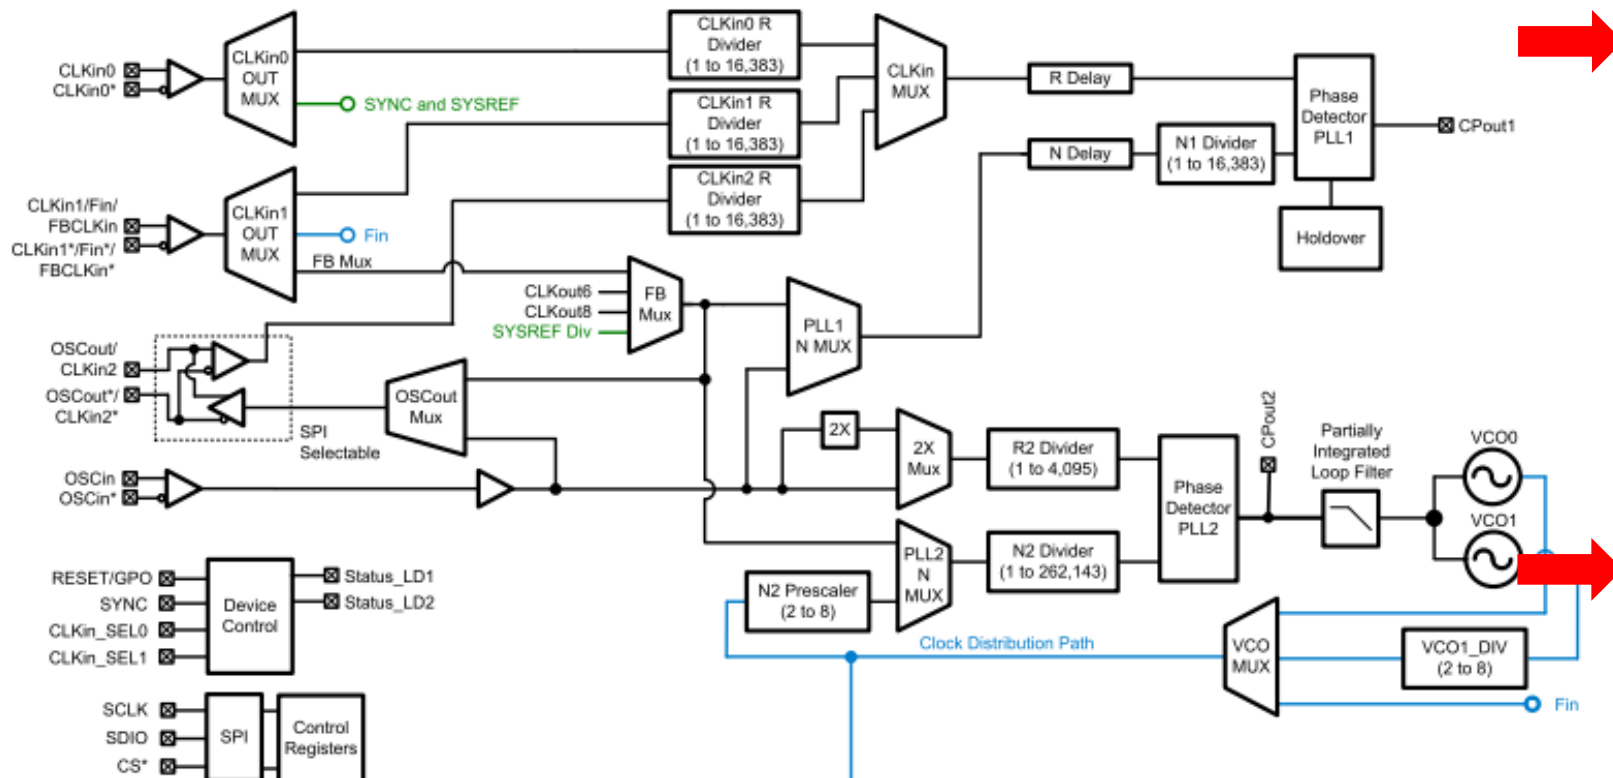 CLKin0
CLKin0*
CLKin0
OUT
MUX
SYNC and SYSREF
CLKin0 R
Divider
(1 to 16,383)
CLKin1 R
Divider
(1 to 16,383)
CLKin2 R
Divider
(1 to 16,383)
CLKin
MUX
R Delay
N Delay
N1 Divider
(1 to 16,383)
Phase
Detector
PLL1
CPout1
Holdover
CLKin1/Fin/
FBCLKin
CLKin1*/Fin*/
FBCLKin*
CLKin1
OUT
MUX
Fin
FB Mux
CLKout6
CLKout8
SYSREF Div
FB
Mux
PLL1
N MUX
OSCout/
CLKin2
OSCout*/
CLKin2*
SPI
Selectable
OSCout
Mux
OSCin
OSCin*
2X
2X
Mux
R2 Divider
(1 to 4,095)
Phase
Detector
PLL2
CPout2
Partially
Integrated
Loop Filter
VCO0
VCO1
PLL2
N
MUX
N2 Divider
(1 to 262,143)
N2 Prescaler
(2 to 8)
Clock Distribution Path
VCO
MUX
VCO1_DIV
(2 to 8)
Fin
RESET/GPO
SYNC
CLKin_SEL0
CLKin_SEL1
Device
Control
Status_LD1
Status_LD2
SCLK
SDIO
CS*
SPI
Control
Registers